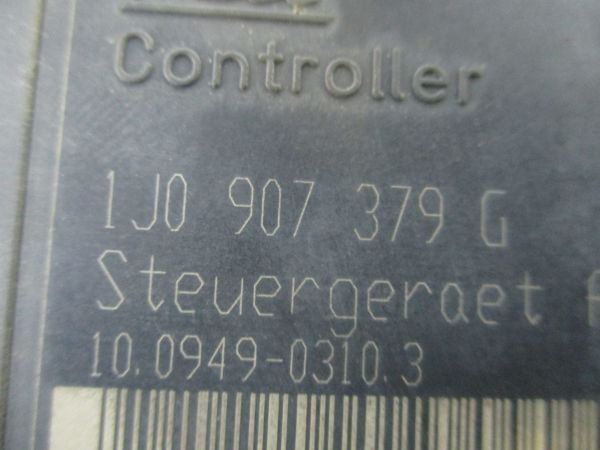 Controller
1J0 907 379 G
Steuergeraet
10.0949-0310.3